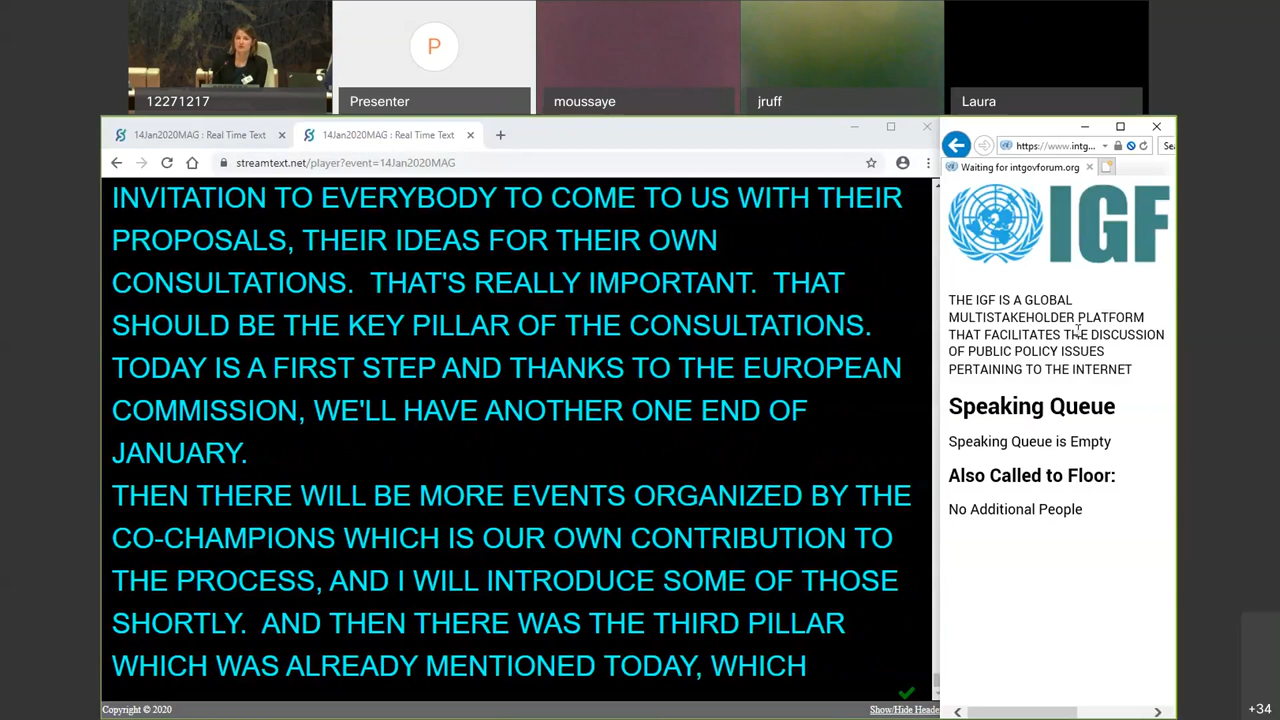 P
12271217
Presenter
moussaye
jruff
Laura
14Jan2020MAG : Real Time Text
14Jan2020MAG : Real Time Text
streamtext.net/player?event=14Jan2020MAG
INVITATION TO EVERYBODY TO COME TO US WITH THEIR
PROPOSALS, THEIR IDEAS FOR THEIR OWN
CONSULTATIONS.  THAT'S REALLY IMPORTANT.  THAT
SHOULD BE THE KEY PILLAR OF THE CONSULTATIONS.
TODAY IS A FIRST STEP AND THANKS TO THE EUROPEAN
COMMISSION, WE'LL HAVE ANOTHER ONE END OF
JANUARY.
THEN THERE WILL BE MORE EVENTS ORGANIZED BY THE
CO-CHAMPIONS WHICH IS OUR OWN CONTRIBUTION TO
THE PROCESS, AND I WILL INTRODUCE SOME OF THOSE
SHORTLY.  AND THEN THERE WAS THE THIRD PILLAR
WHICH WAS ALREADY MENTIONED TODAY, WHICH
Copyright © 2020
Show/Hide Heade
https://www.intg...
Sea
Waiting for intgovforum.org
IGF
THE IGF IS A GLOBAL
MULTISTAKEHOLDER PLATFORM
THAT FACILITATES THE DISCUSSION
OF PUBLIC POLICY ISSUES
PERTAINING TO THE INTERNET
Speaking Queue
Speaking Queue is Empty
Also Called to Floor:
No Additional People
+34